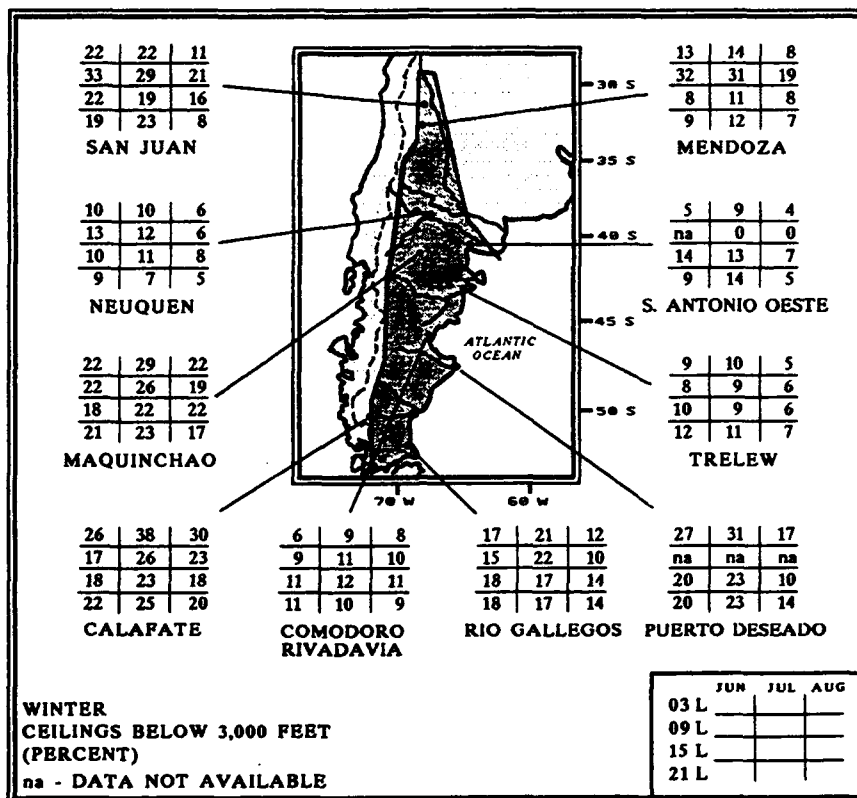 22 22 11
33 29 21
22 19 16
19 23 8
SAN JUAN
13 14 8
32 31 19
8 11 8
9 12 7
MENDOZA
30 S
35 S
40 S
45 S
50 S
10 10 6
13 12 6
10 11 8
9 7 5
NEUQUEN
5 9 4
na 0 0
14 13 7
9 14 5
S. ANTONIO OESTE
ATLANTIC
OCEAN
22 29 22
22 26 19
18 22 22
21 23 17
MAQUINCHAO
9 10 5
8 9 6
10 9 6
12 11 7
TRELEW
70 W 60 W
26 38 30
17 26 23
18 23 18
22 25 20
CALAFATE
6 9 8
9 11 10
11 12 11
11 10 9
COMODORO
RIVADAVIA
17 21 12
15 22 10
18 17 14
18 17 14
RIO GALLEGOS
27 31 17
na na na
20 23 10
20 23 14
PUERTO DESEADO
WINTER
CEILINGS BELOW 3,000 FEET
(PERCENT)
na - DATA NOT AVAILABLE
JUN JUL AUG
03 L
09 L
15 L
21 L